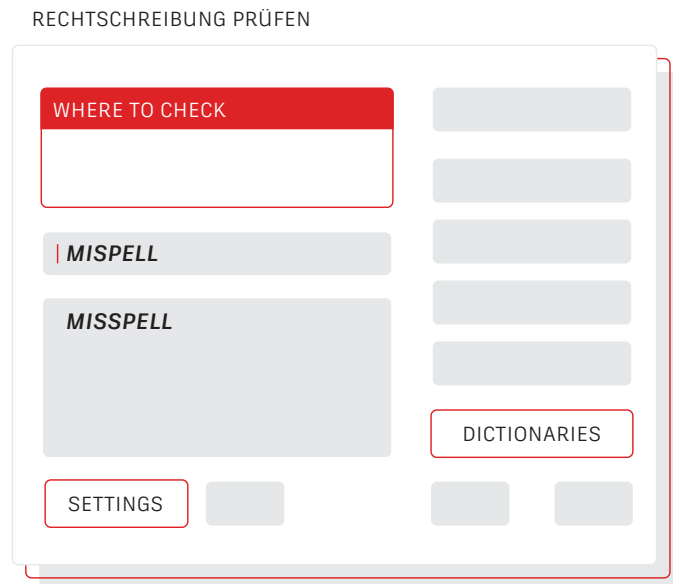 RECHTSCHREIBUNG PRÜFEN
WHERE TO CHECK
MISPELL
MISSPELL
DICTIONARIES
SETTINGS